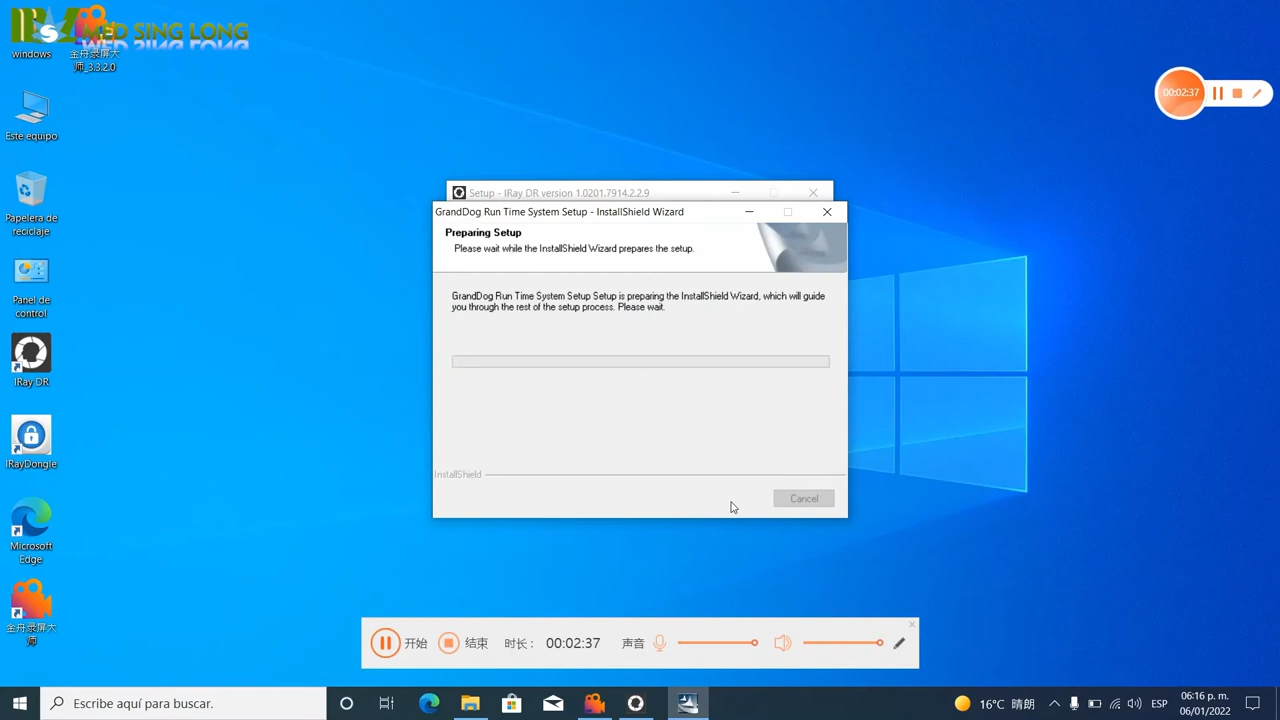 MED SING LONG
windows
金舟录屏大
师_3.3.2.0
00:02:37
Este equipo
Setup - IRay DR version 1.0201.7914.2.2.9
Papelera de
reciclaje
GrandDog Run Time System Setup - InstallShield Wizard
Preparing Setup
Please wait while the InstallShield Wizard prepares the setup.
GrandDog Run Time System Setup Setup is preparing the InstallShield Wizard, which will guide
you through the rest of the setup process. Please wait.
Panel de
control
IRay DR
IRayDongle
InstallShield
Cancel
Microsoft
Edge
金舟录屏大
师
开始
结束
时长：
00:02:37
声音
Escribe aquí para buscar.
16°C 晴朗
ESP
06:16 p. m.
06/01/2022